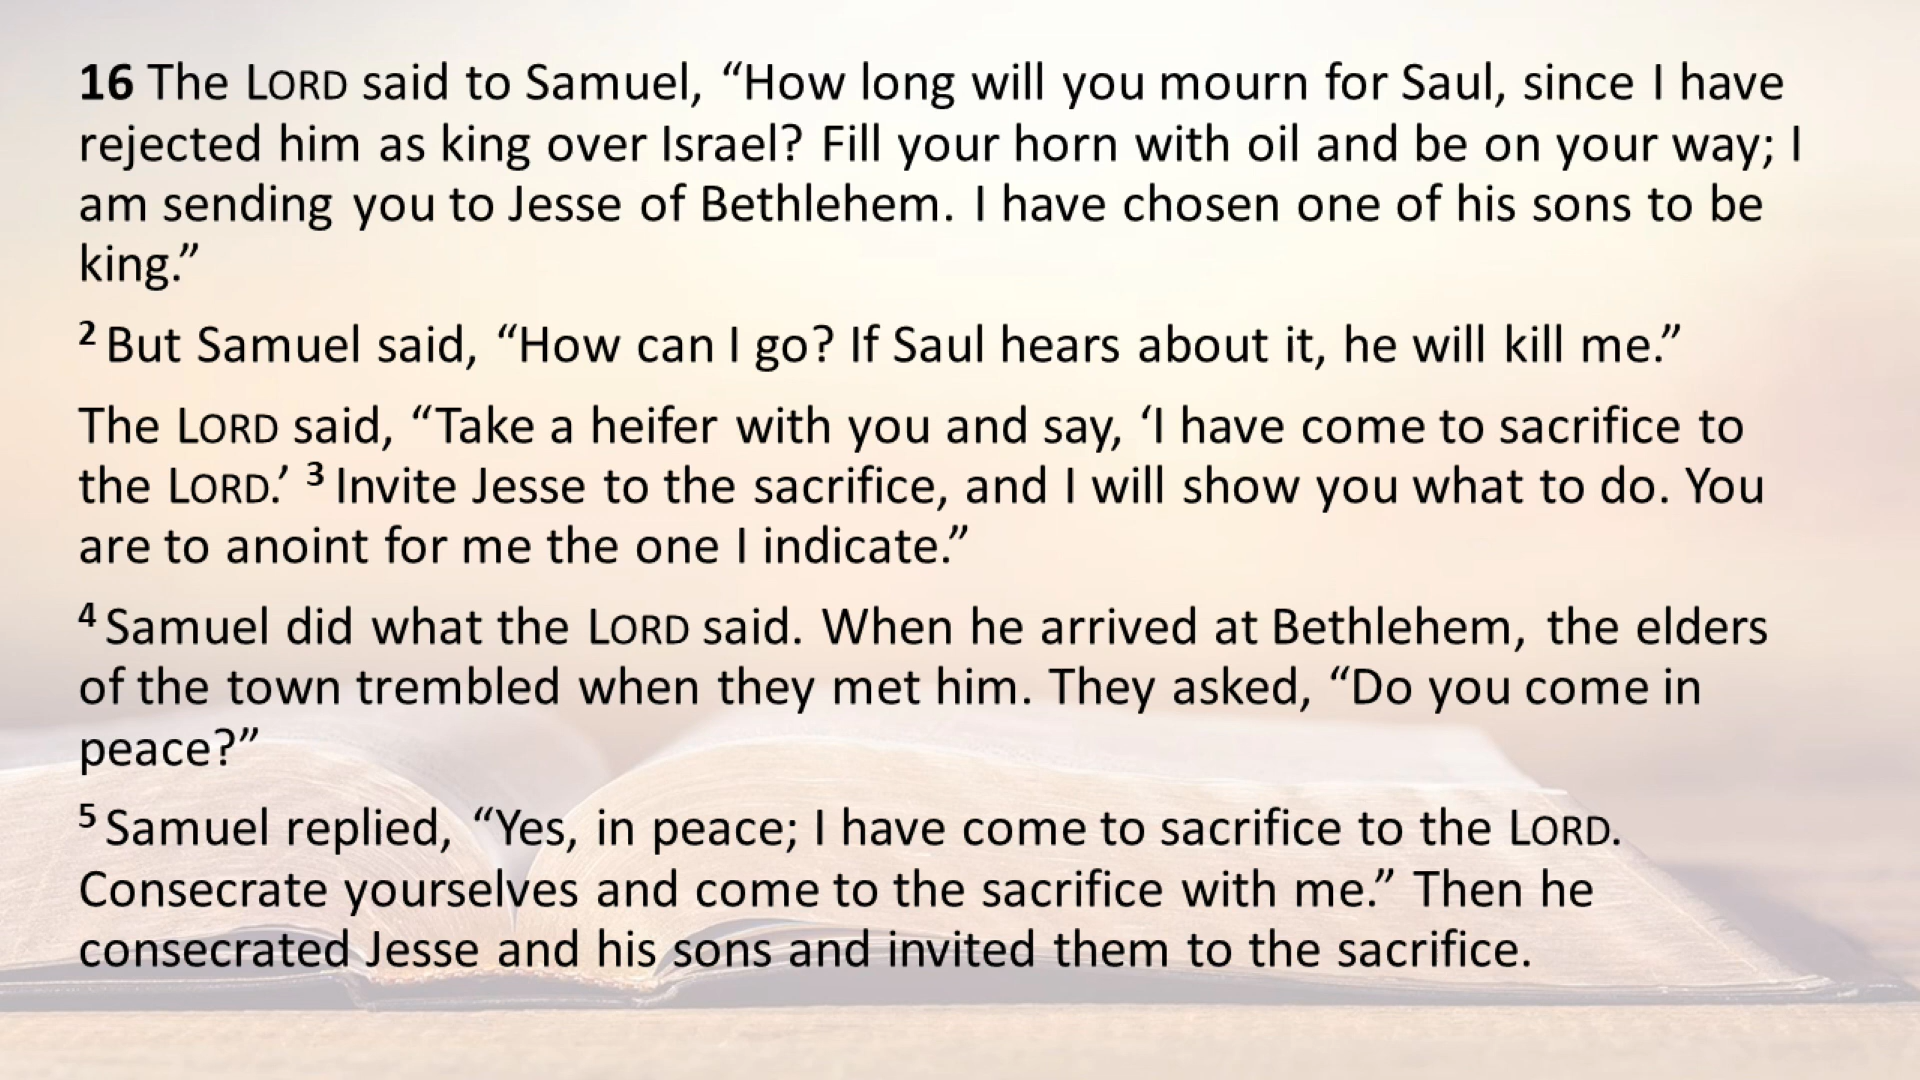 16 The LORD said to Samuel, “How long will you mourn for Saul, since I have
rejected him as king over Israel? Fill your horn with oil and be on your way; I
am sending you to Jesse of Bethlehem. I have chosen one of his sons to be
king.”
2 But Samuel said, “How can I go? If Saul hears about it, he will kill me.”
The LORD said, “Take a heifer with you and say, ‘I have come to sacrifice to
the LORD.’ 3 Invite Jesse to the sacrifice, and I will show you what to do. You
are to anoint for me the one I indicate.”
4 Samuel did what the LORD said. When he arrived at Bethlehem, the elders
of the town trembled when they met him. They asked, “Do you come in
peace?”
5 Samuel replied, “Yes, in peace; I have come to sacrifice to the LORD.
Consecrate yourselves and come to the sacrifice with me.” Then he
consecrated Jesse and his sons and invited them to the sacrifice.